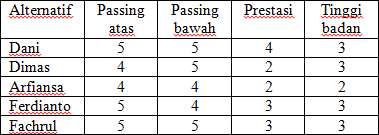 Alternatif Passing atas Passing bawah Prestasi Tinggi badan
Dani 5 5 4 3
Dimas 4 5 2 3
Arfiansa 4 4 2 2
Ferdianto 5 4 3 3
Fachrul 5 5 3 3